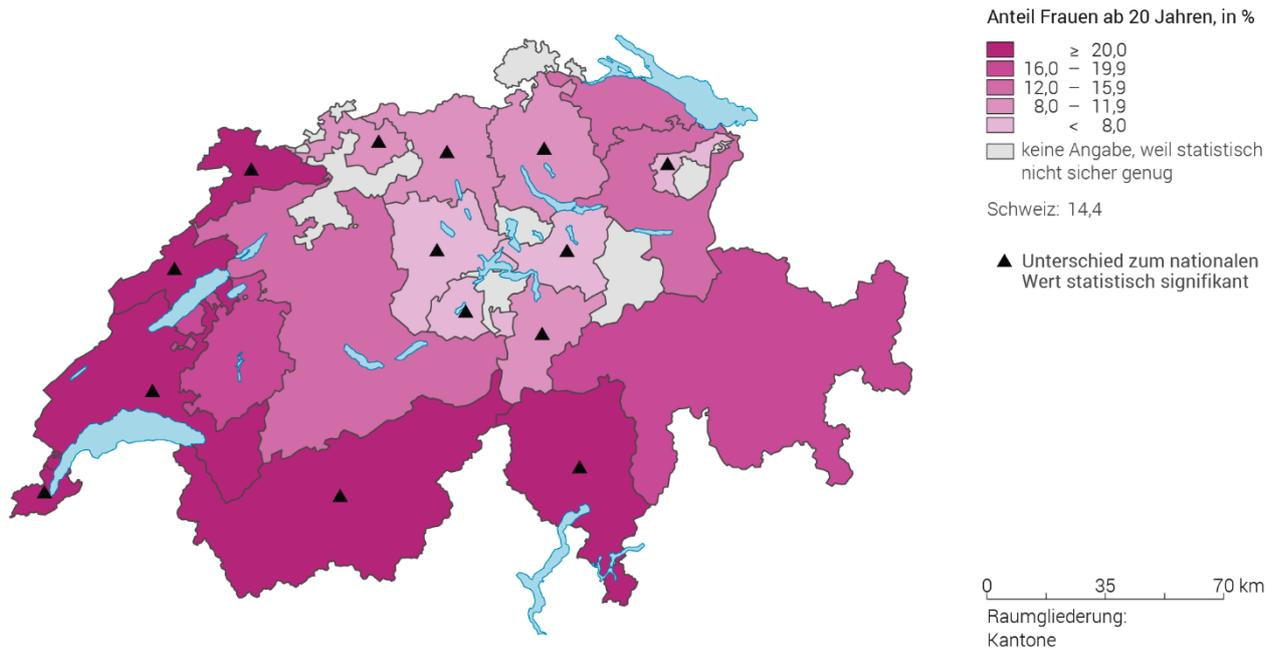 Anteil Frauen ab 20 Jahren, in %
≥ 20,0
16,0 – 19,9
12,0 – 15,9
8,0 – 11,9
< 8,0
keine Angabe, weil statistisch
nicht sicher genug
Schweiz: 14,4
Unterschied zum nationalen
Wert statistisch signifikant
0 35 70 km
Raumgliederung:
Kantone